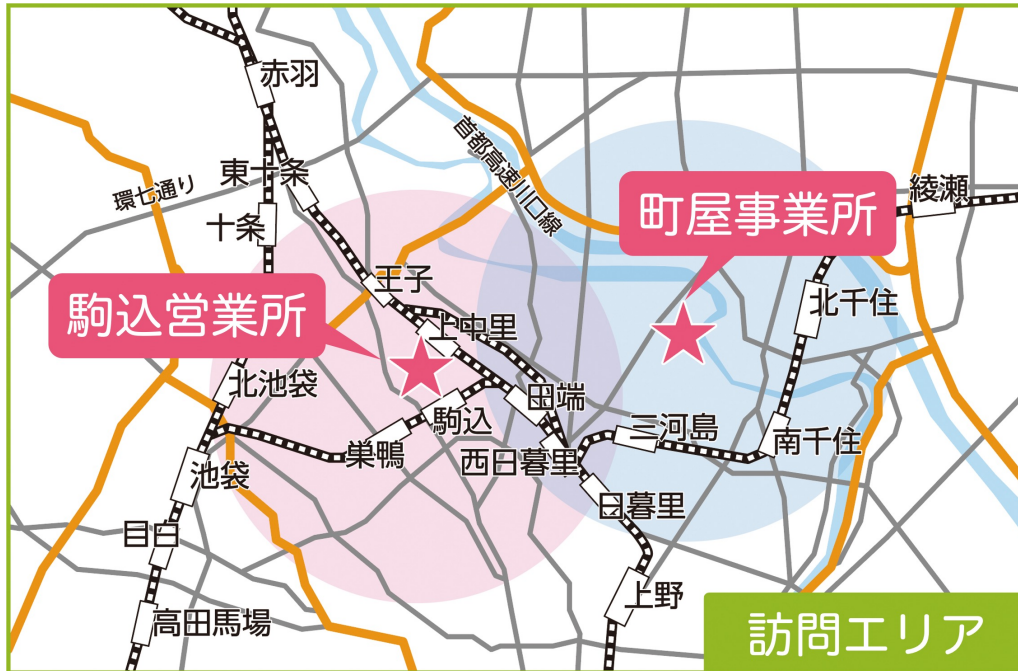 赤羽
東十条
環七通り
十条
首都高速川口線
町屋事業所
綾瀬
王子
駒込営業所
上中里
北千住
北池袋
駒込
田端
三河島
巣鴨
西日暮里
南千住
池袋
日暮里
目白
上野
高田馬場
訪問エリア